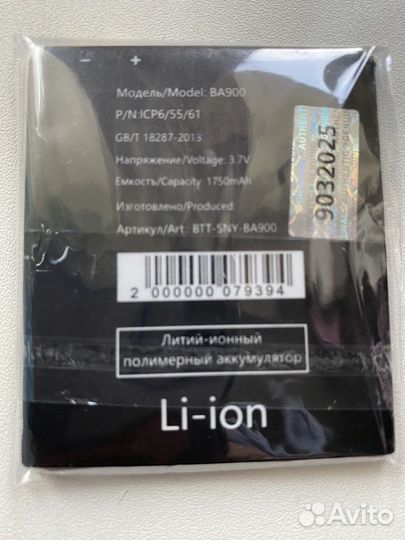 − +
Модель/Model: BA900
P/N:ICP6/55/61
GB/T 18287-2013
Напряжение/Voltage: 3.7V
Емкость/Capacity: 1750mAh
Изготовлено/Produced
Артикул/Art: BTT-SNY-BA900
9032025
2 000000 079394
Литий-ионный
полимерный аккумулятор
Li-ion
Avito